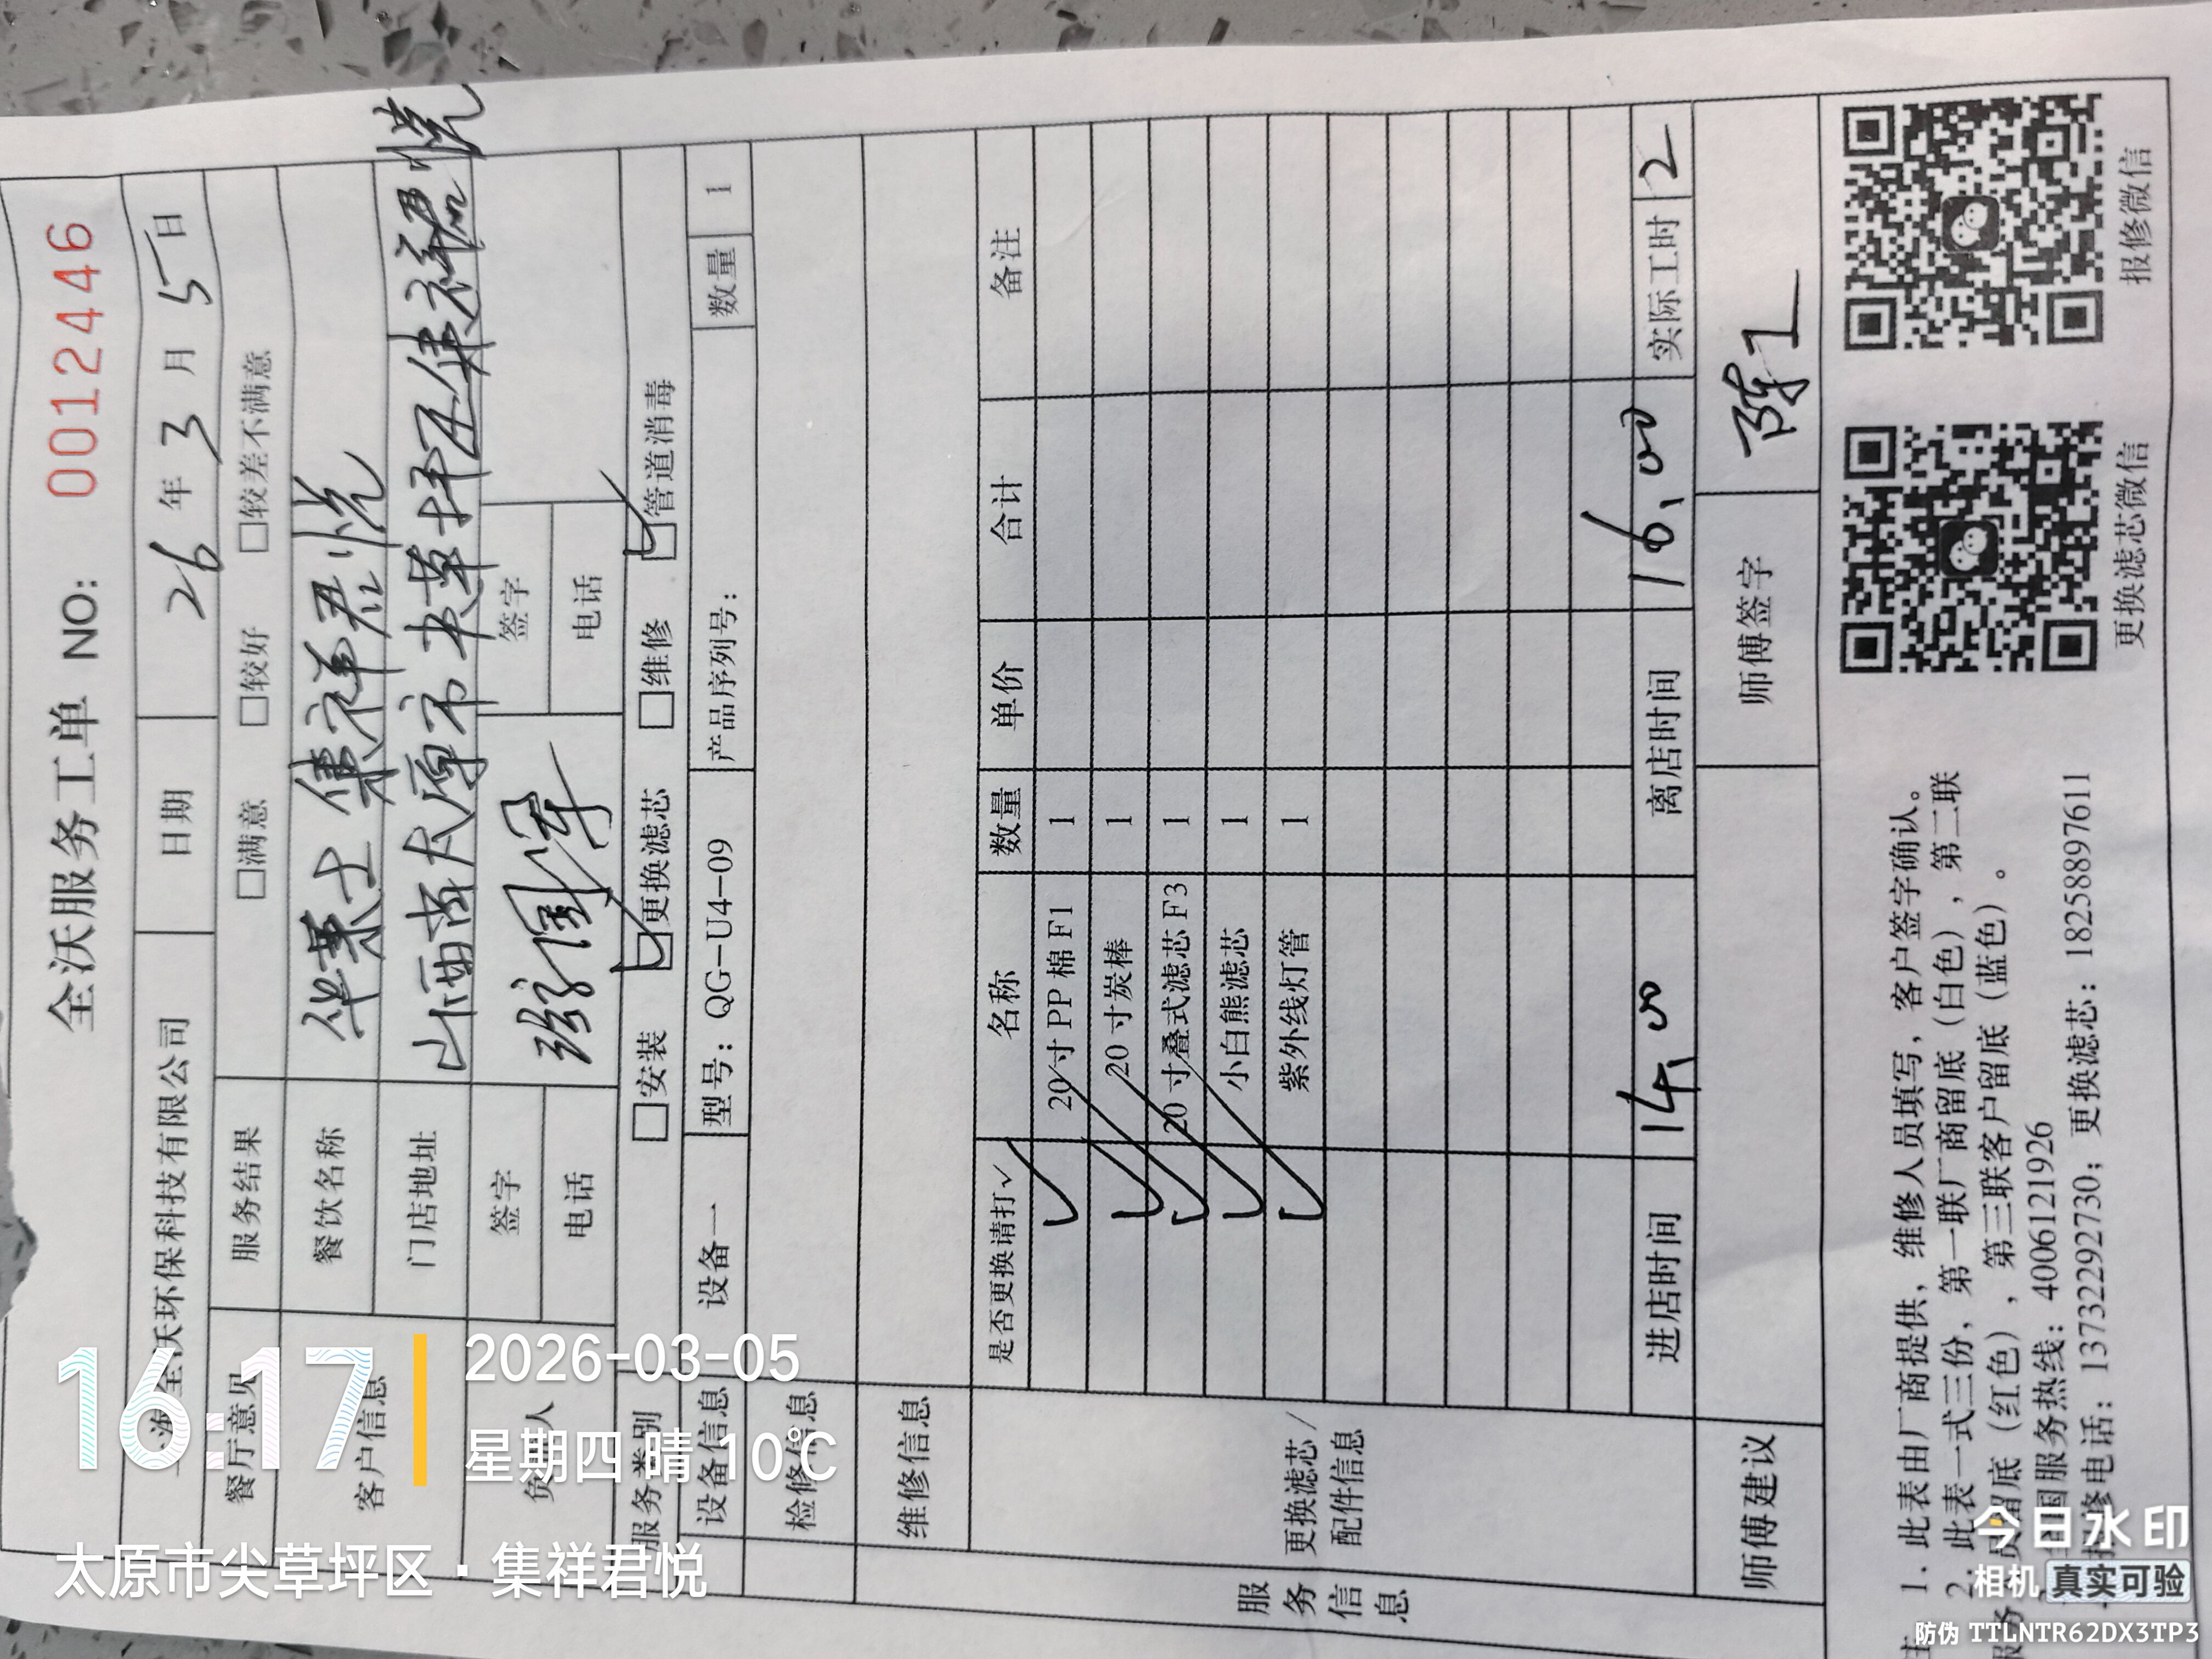 全沃服务工单 NO: 0012446
全沃环保科技有限公司 日期 26 年 3 月 5 日
餐厅意见 服务结果 □满意 □较好 □较差不满意
客户信息 餐饮名称 华莱士 集祥君悦
门店地址 山西省太原市尖草坪区集祥君悦
负 人 签字 签字
电话 电话
服务类别 □安装 ☑更换滤芯 □维修 ☑管道消毒
设备信息 设备一 型号: QG-U4-09 产品序列号: 数量 1
检修信息
维修信息
服务信息
更换滤芯/配件信息
是否更换请打✓ 名称 数量 单价 合计 备注
✓ 20 寸 PP 棉 F1 1
✓ 20 寸炭棒 1
✓ 20 寸叠式滤芯 F3 1
✓ 小白熊滤芯 1
✓ 紫外线灯管 1
进店时间 14.00 离店时间 16.00 实际工时 2
师傅建议 师傅签字 陈工
1. 此表由厂商提供，维修人员填写，客户签字确认。
2. 此表一式三份，第一联厂商留底（白色），第二联
留底（红色），第三联客户留底（蓝色）。
国服务热线: 4006121926
修电话: 13732292730; 更换滤芯: 18258897611
更换滤芯微信
报修微信
16:17
2026-03-05
星期四 晴 10℃
太原市尖草坪区·集祥君悦
今日水印
相机 真实可验
防伪 TTLNTR62DX3TP3